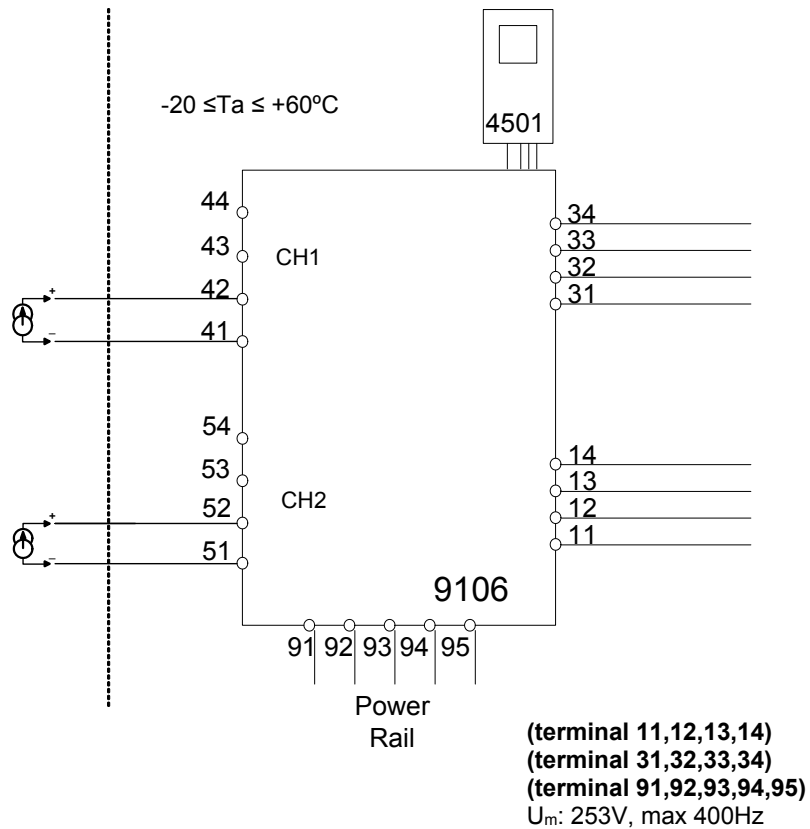 -20 ≤Ta ≤ +60ºC
4501
44
43
CH1
42
+
41
–
34
33
32
31
54
53
CH2
52
+
51
–
14
13
12
11
9106
91 92 93 94 95
Power
Rail
(terminal 11,12,13,14)
(terminal 31,32,33,34)
(terminal 91,92,93,94,95)
Um: 253V, max 400Hz